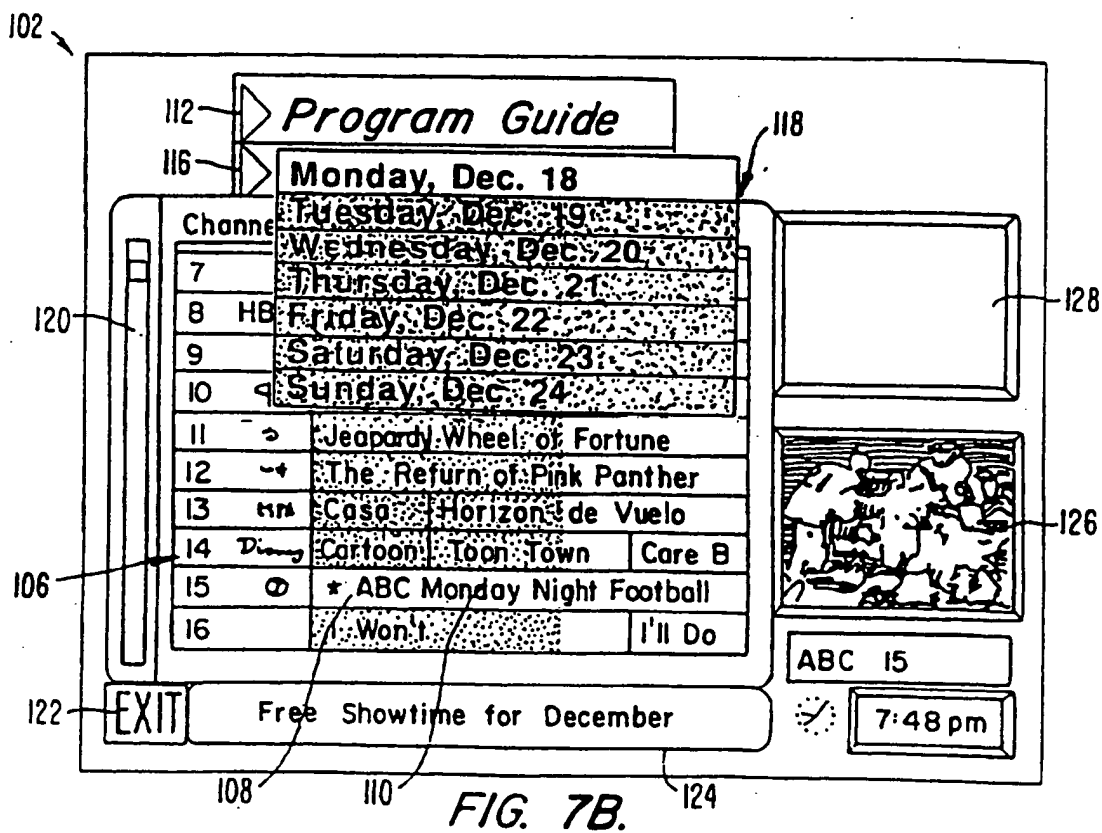 102
112
Program Guide
118
116
Monday, Dec. 18
Tuesday, Dec. 19
Wednesday, Dec. 20
Thursday, Dec. 21
Friday, Dec. 22
Saturday, Dec. 23
Sunday, Dec. 24
Channe
7
8 HB
9
10
11 Jeopardy Wheel of Fortune
12 The Return of Pink Panther
13 Casa Horizon de Vuelo
14 Disney Cartoon Toon Town Care B
15 * ABC Monday Night Football
16 I Won't I'll Do
120
128
126
106
ABC 15
122
EXIT
Free Showtime for December
7:48 pm
108
110
124
FIG. 7B.